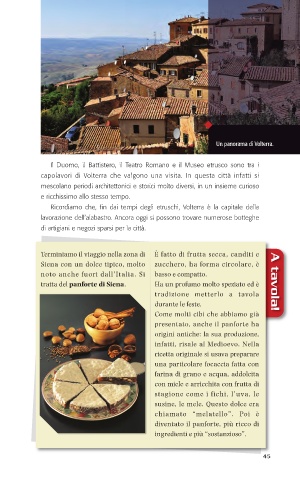 Un panorama di Volterra.
Il Duomo, il Battistero, il Teatro Romano e il Museo etrusco sono tra i
capolavori di Volterra che valgono una visita. In questa città infatti si
mescolano periodi architettonici e storici molto diversi, in un insieme curioso
e ricchissimo allo stesso tempo.
Ricordiamo che, fin dai tempi degli etruschi, Volterra è la capitale della
lavorazione dell'alabastro. Ancora oggi si possono trovare numerose botteghe
di artigiani e negozi sparsi per le città.
A tavola!
Terminiamo il viaggio nella zona di
Siena con un dolce tipico, molto
noto anche fuori dall'Italia. Si
tratta del panforte di Siena.
È fatto di frutta secca, canditi e
zucchero, ha forma circolare, è
basso e compatto.
Ha un profumo molto speziato ed è
tradizione metterlo a tavola
durante le feste.
Come molti cibi che abbiamo già
presentato, anche il panforte ha
origini antiche: la sua produzione,
infatti, risale al Medioevo. Nella
ricetta originale si usava preparare
una particolare focaccia fatta con
farina di grano e acqua, addolcita
con miele e arricchita con frutta di
stagione come i fichi, l'uva, le
susine, le mele. Questo dolce era
chiamato "melatello". Poi è
diventato il panforte, più ricco di
ingredienti e più "sostanzioso".
45